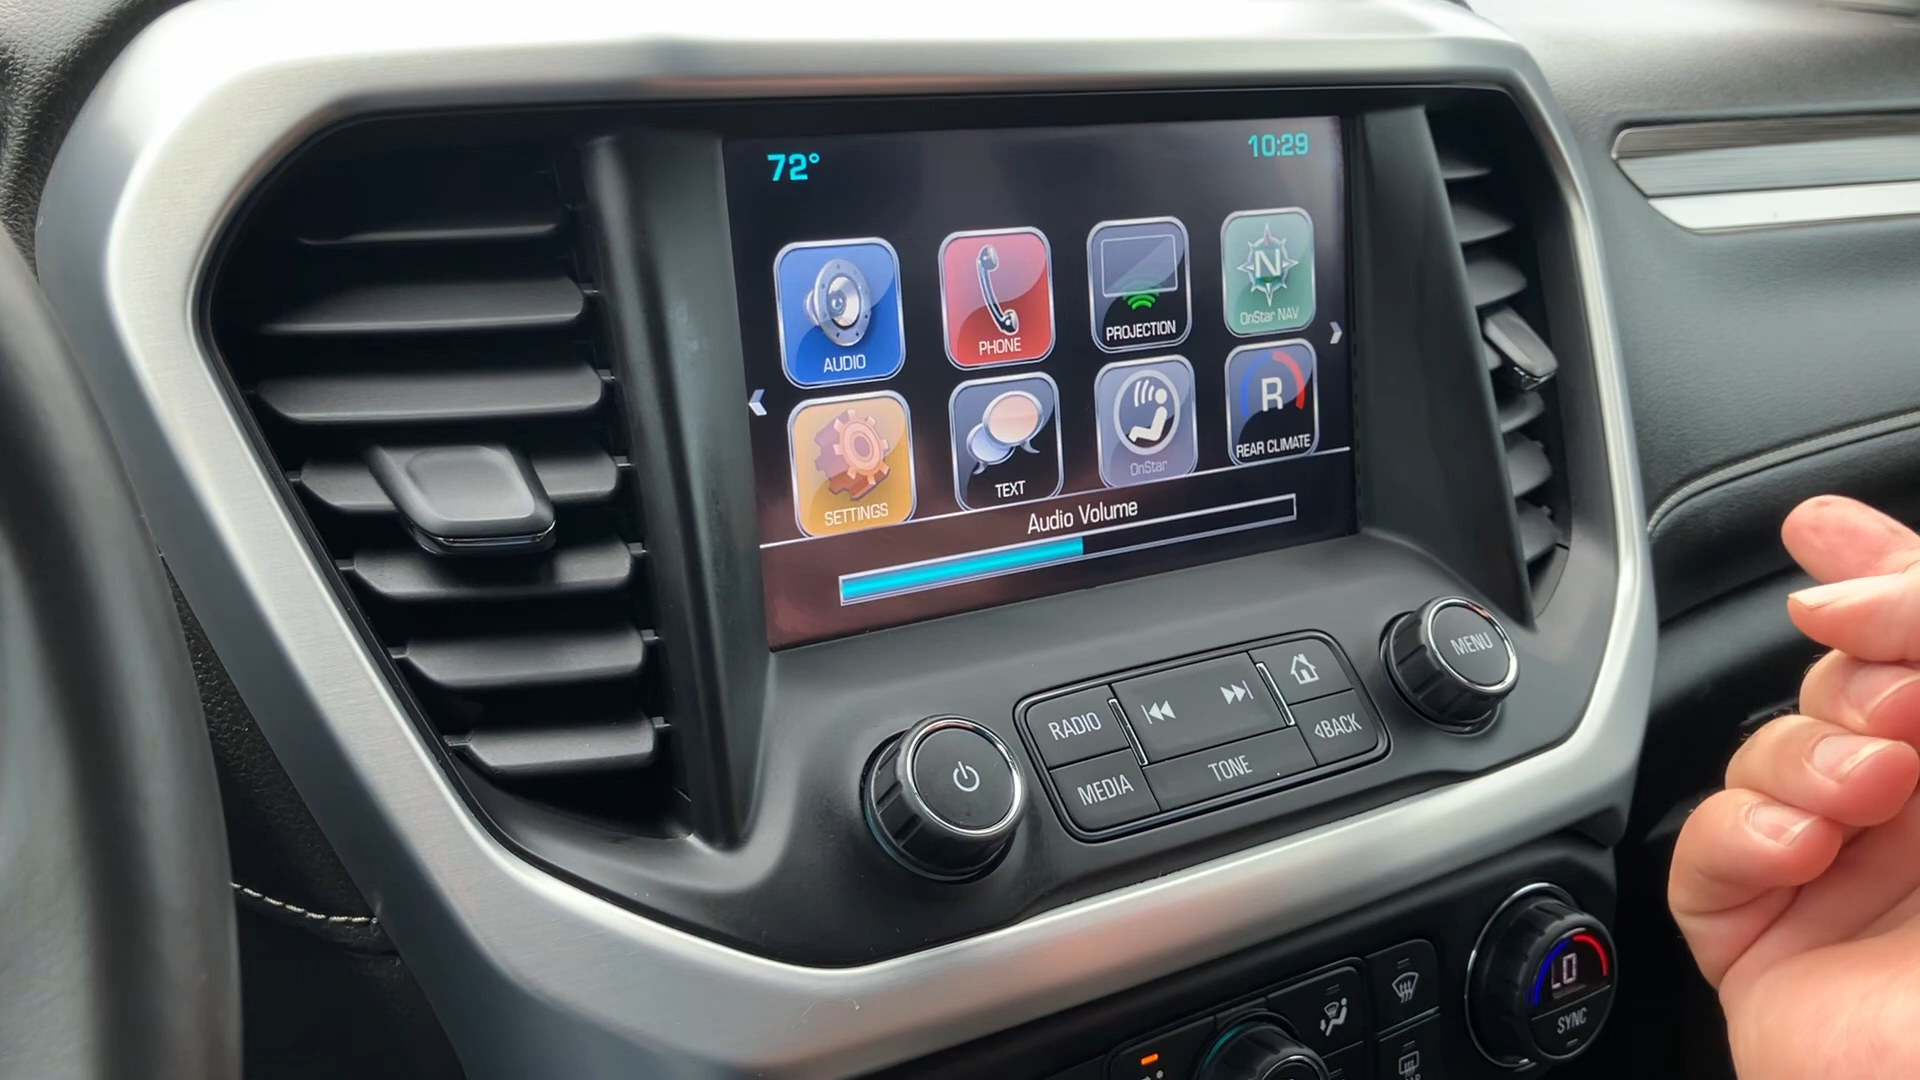 72°
10:29
AUDIO
PHONE
PROJECTION
N
OnStar NAV
SETTINGS
TEXT
OnStar
R
REAR CLIMATE
Audio Volume
RADIO
MEDIA
TONE
BACK
MENU
LO
SYNC